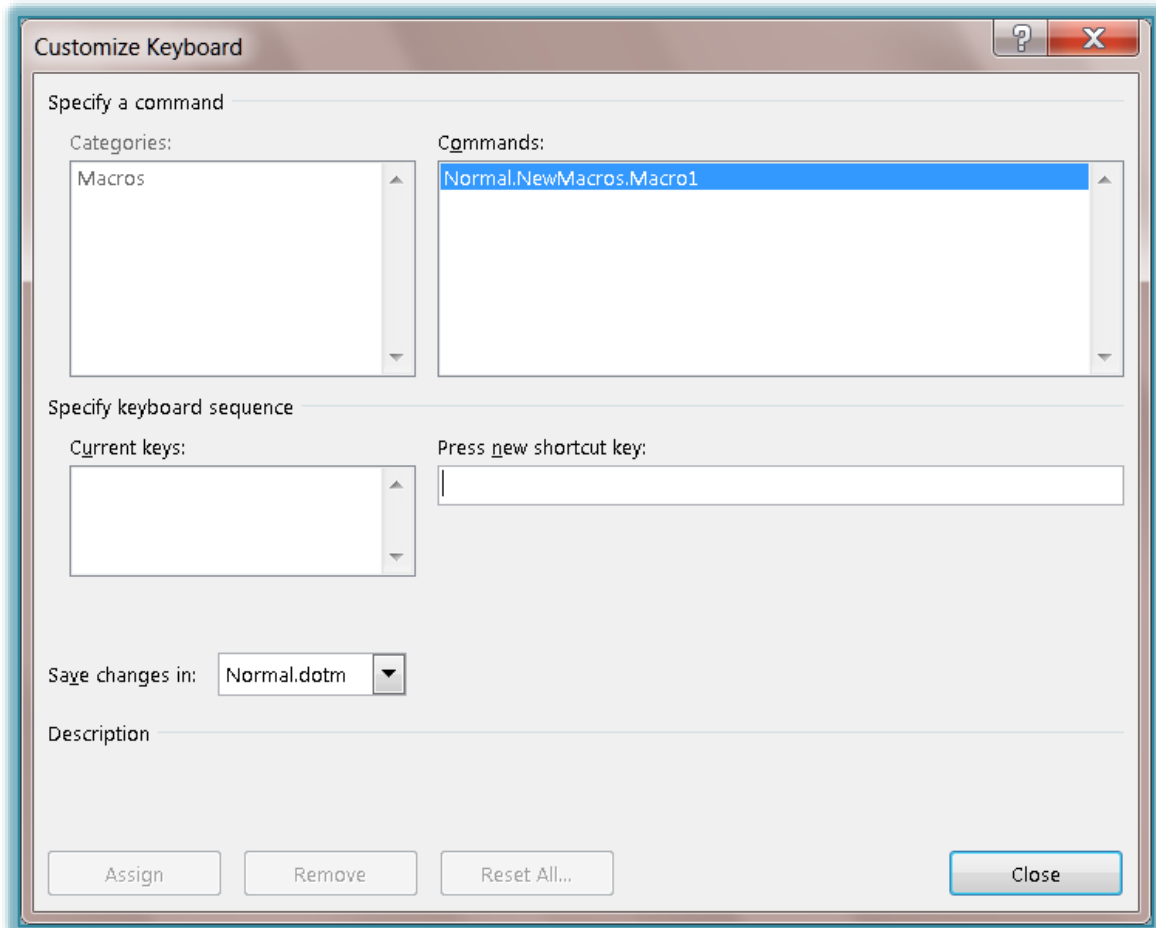 Customize Keyboard
Specify a command
Categories:
Commands:
Macros
Normal.NewMacros.Macro1
Specify keyboard sequence
Current keys:
Press new shortcut key:
Save changes in:
Normal.dotm
Description
Assign
Remove
Reset All...
Close